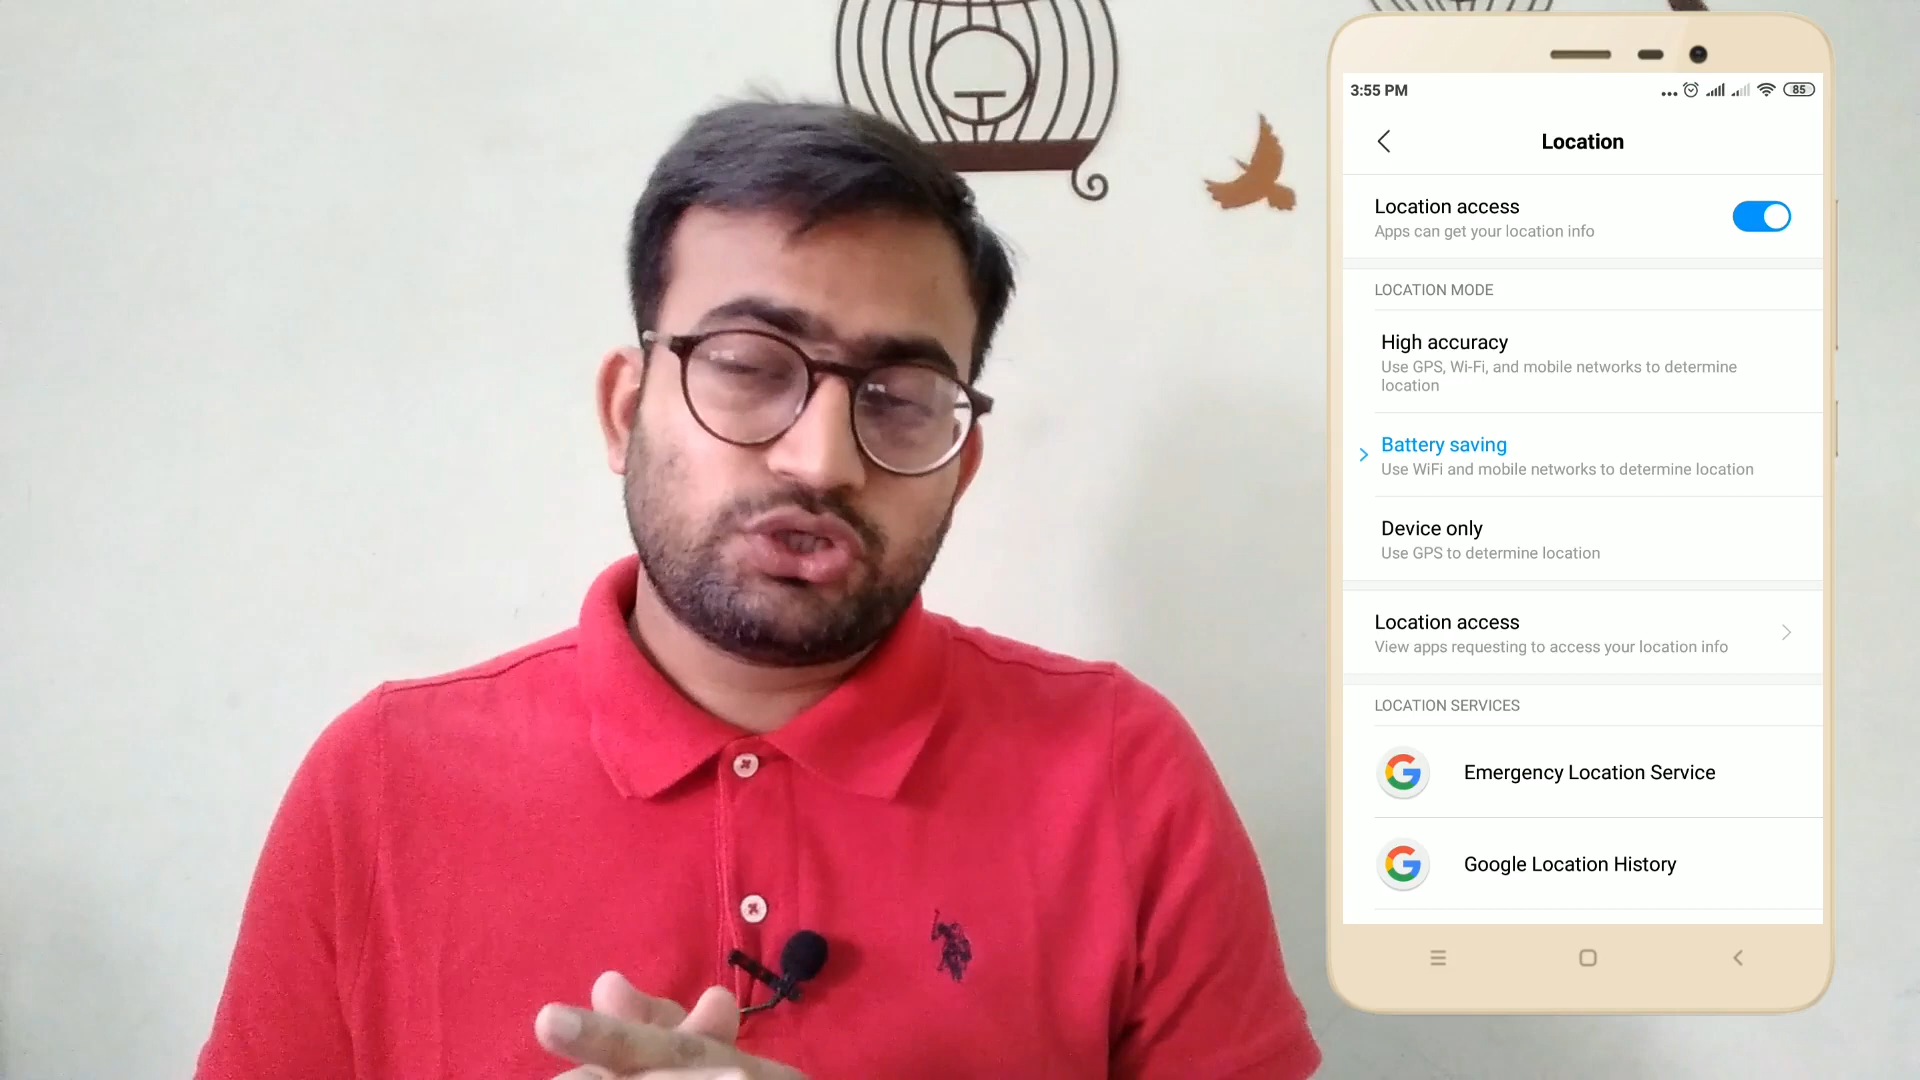 3:55 PM
85
Location
Location access
Apps can get your location info
LOCATION MODE
High accuracy
Use GPS, Wi-Fi, and mobile networks to determine
location
Battery saving
Use WiFi and mobile networks to determine location
Device only
Use GPS to determine location
Location access
View apps requesting to access your location info
LOCATION SERVICES
Emergency Location Service
Google Location History